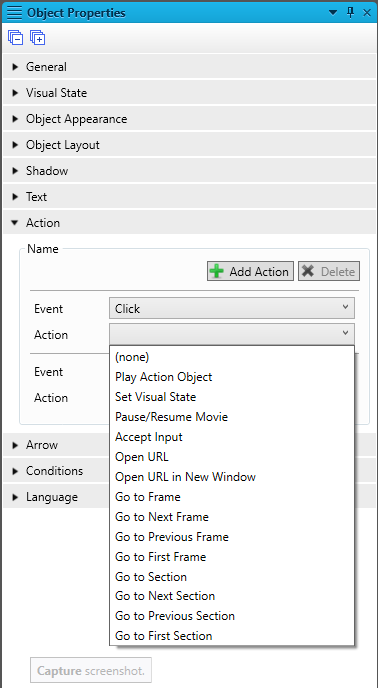 Object Properties
General
Visual State
Object Appearance
Object Layout
Shadow
Text
Action
Name
Add Action Delete
Event Click
Action
(none)
Play Action Object
Set Visual State
Pause/Resume Movie
Accept Input
Open URL
Open URL in New Window
Go to Frame
Go to Next Frame
Go to Previous Frame
Go to First Frame
Go to Section
Go to Next Section
Go to Previous Section
Go to First Section
Event
Action
Arrow
Conditions
Language
Capture screenshot.